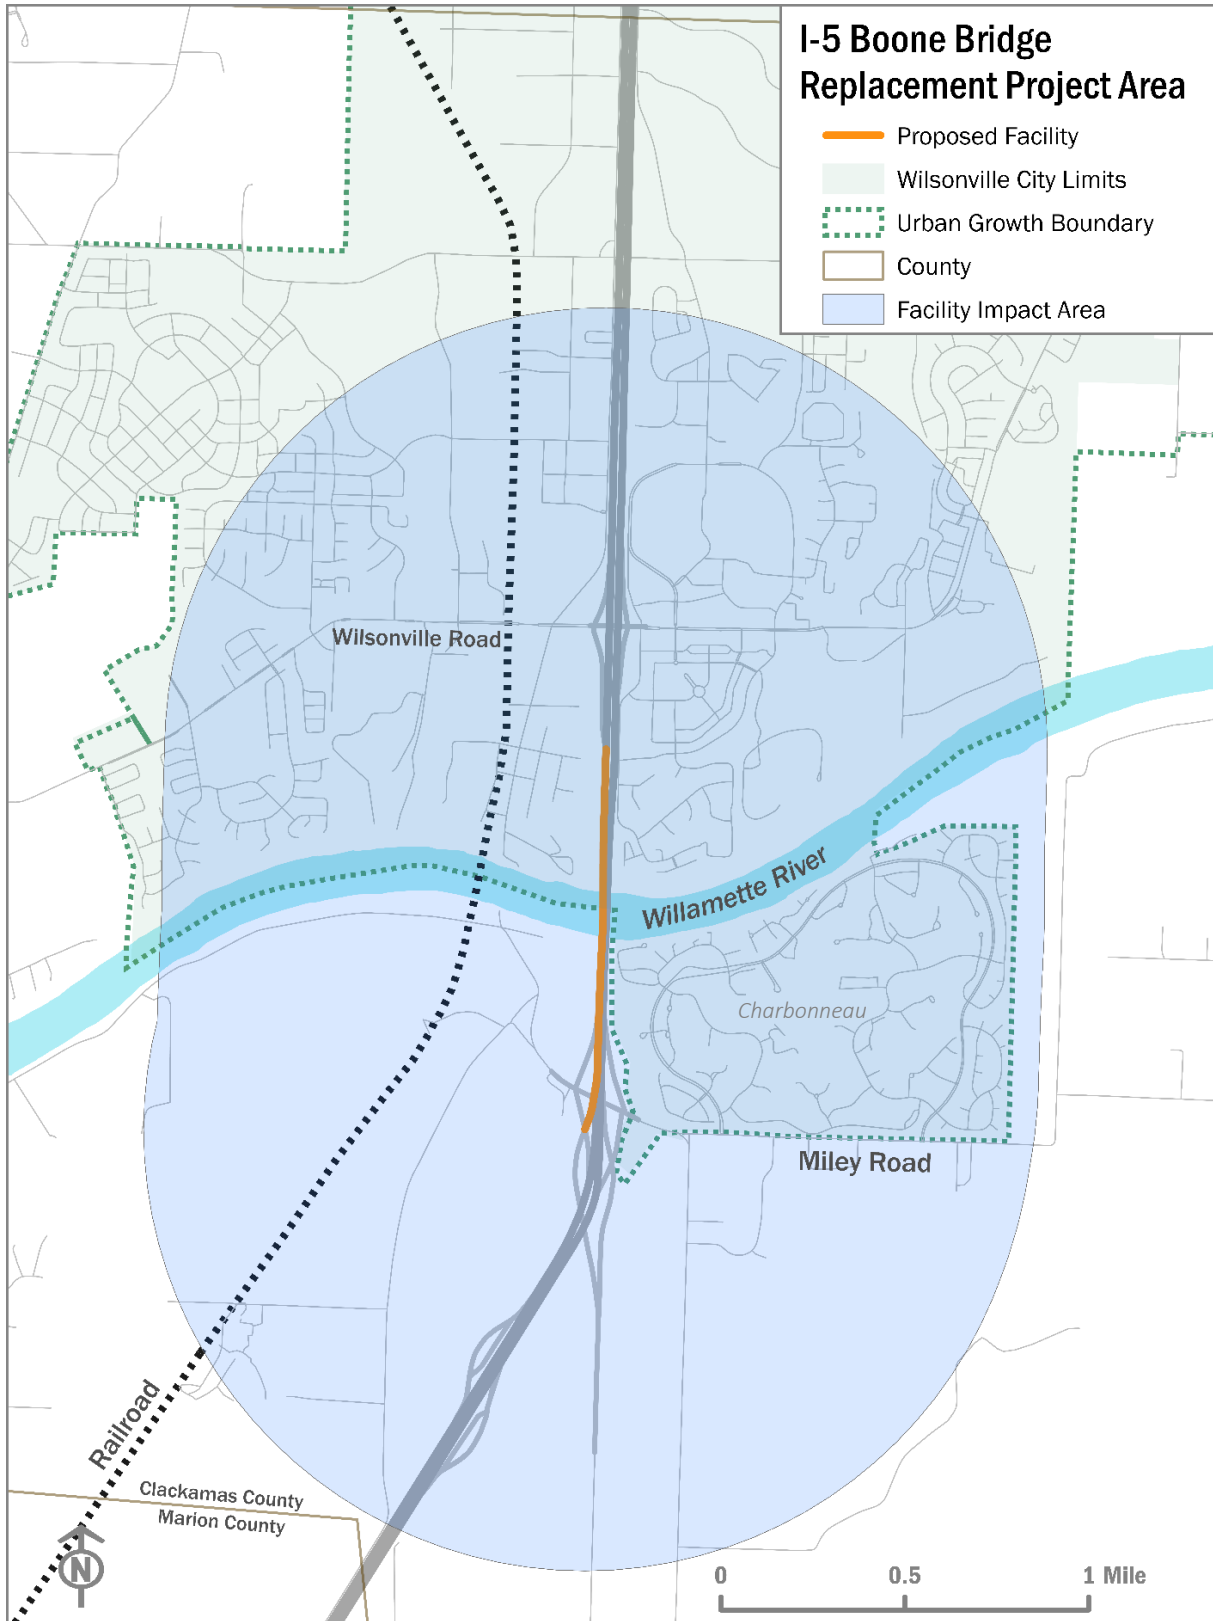 I-5 Boone Bridge
Replacement Project Area
Proposed Facility
Wilsonville City Limits
Urban Growth Boundary
County
Facility Impact Area
Wilsonville Road
Willamette River
Charbonneau
Miley Road
Railroad
Clackamas County
Marion County
N
0 0.5 1 Mile